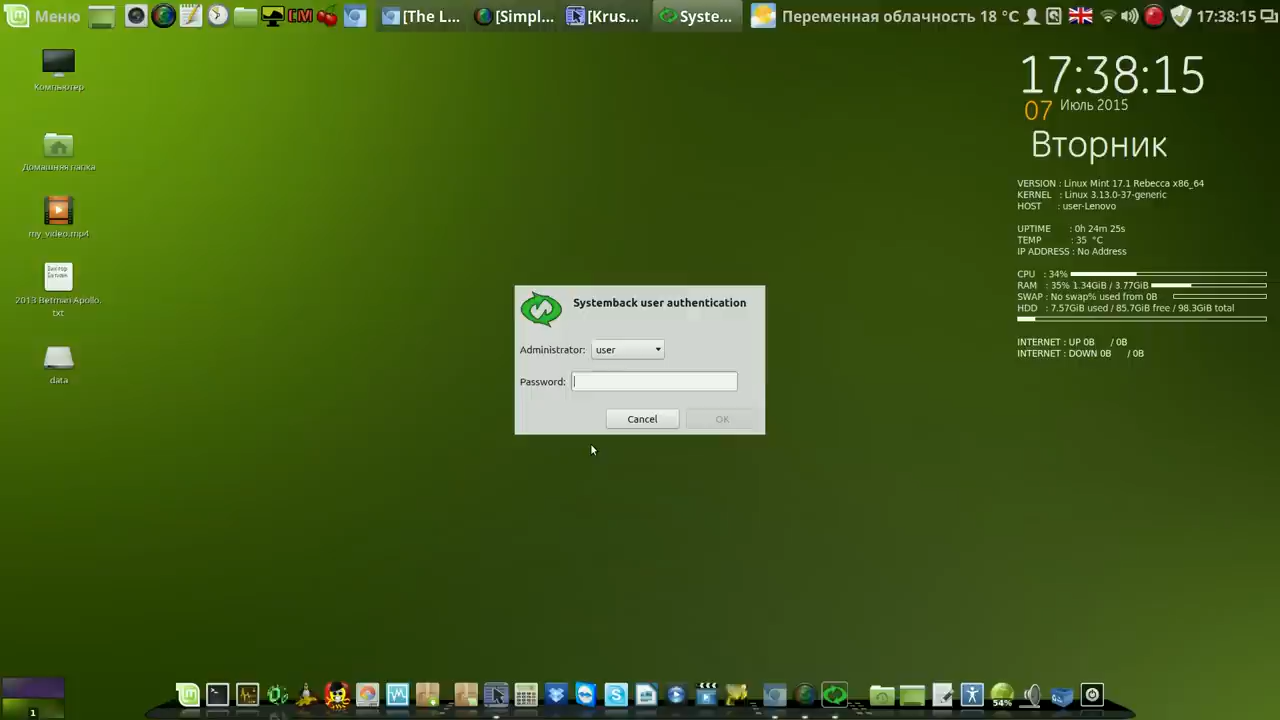 Меню
[The L...
[Simpl...
[Krus...
Syste...
Переменная облачность 18 °C
17:38:15
Компьютер
Домашняя папка
my_video.mp4
2013 Betman Apollo.
txt
data
17:38:15
07 Июль 2015
Вторник
VERSION : Linux Mint 17.1 Rebecca x86_64
KERNEL : Linux 3.13.0-37-generic
HOST : user-Lenovo
UPTIME : 0h 24m 25s
TEMP : 35 °C
IP ADDRESS : No Address
CPU : 34%
RAM : 35% 1.34GiB / 3.77GiB
SWAP : No swap% used from 0B
HDD : 7.57GiB used / 85.7GiB free / 98.3GiB total
INTERNET : UP 0B / 0B
INTERNET : DOWN 0B / 0B
Systemback user authentication
Administrator: user
Password:
Cancel OK
1
54%